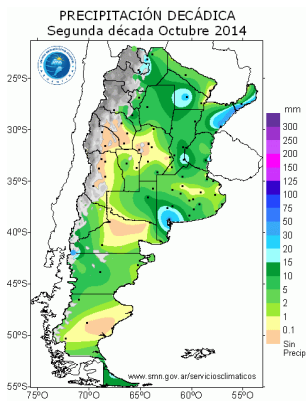 PRECIPITACIÓN DECÁDICA
Segunda década Octubre 2014
25°S
30°S
35°S
40°S
45°S
50°S
55°S
75°W
70°W
65°W
60°W
55°W
mm
300
250
200
150
125
100
75
50
30
20
15
10
5
2
1
0.1
Sin
Precip
www.smn.gov.ar/serviciosclimaticos